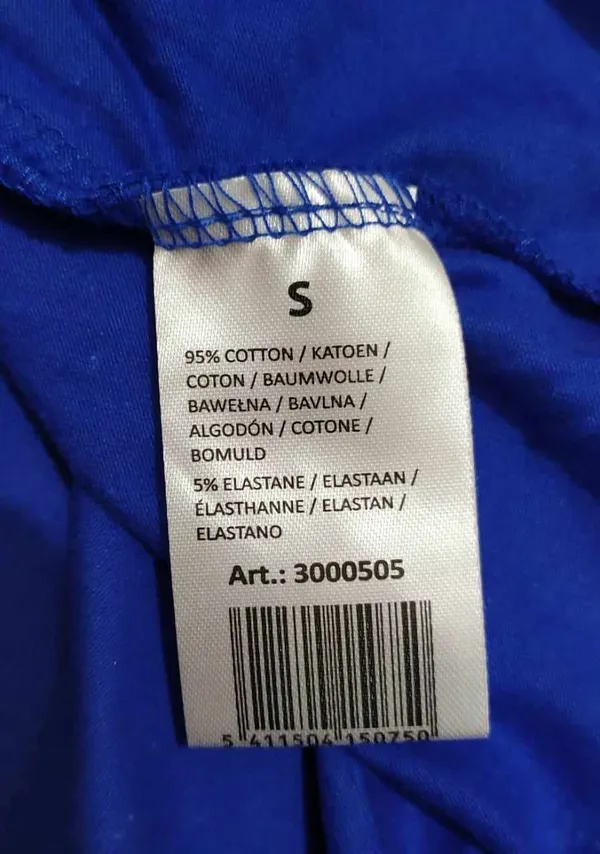 S
95% COTTON / KATOEN /
COTON / BAUMWOLLE /
BAWEŁNA / BAVLNA /
ALGODÓN / COTONE /
BOMULD
5% ELASTANE / ELASTAAN /
ÉLASTHANNE / ELASTAN /
ELASTANO
Art.: 3000505
5 411504 150750